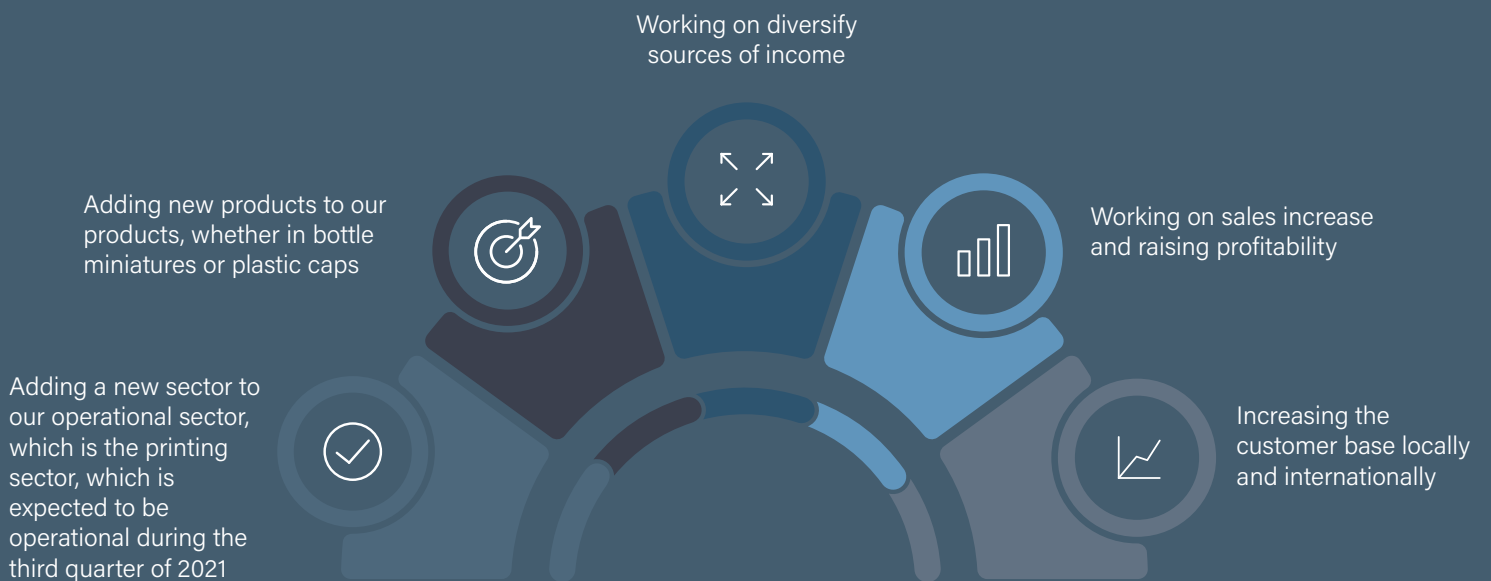 Working on diversify
sources of income
Adding new products to our
products, whether in bottle
miniatures or plastic caps
Working on sales increase
and raising profitability
Adding a new sector to
our operational sector,
which is the printing
sector, which is
expected to be
operational during the
third quarter of 2021
Increasing the
customer base locally
and internationally